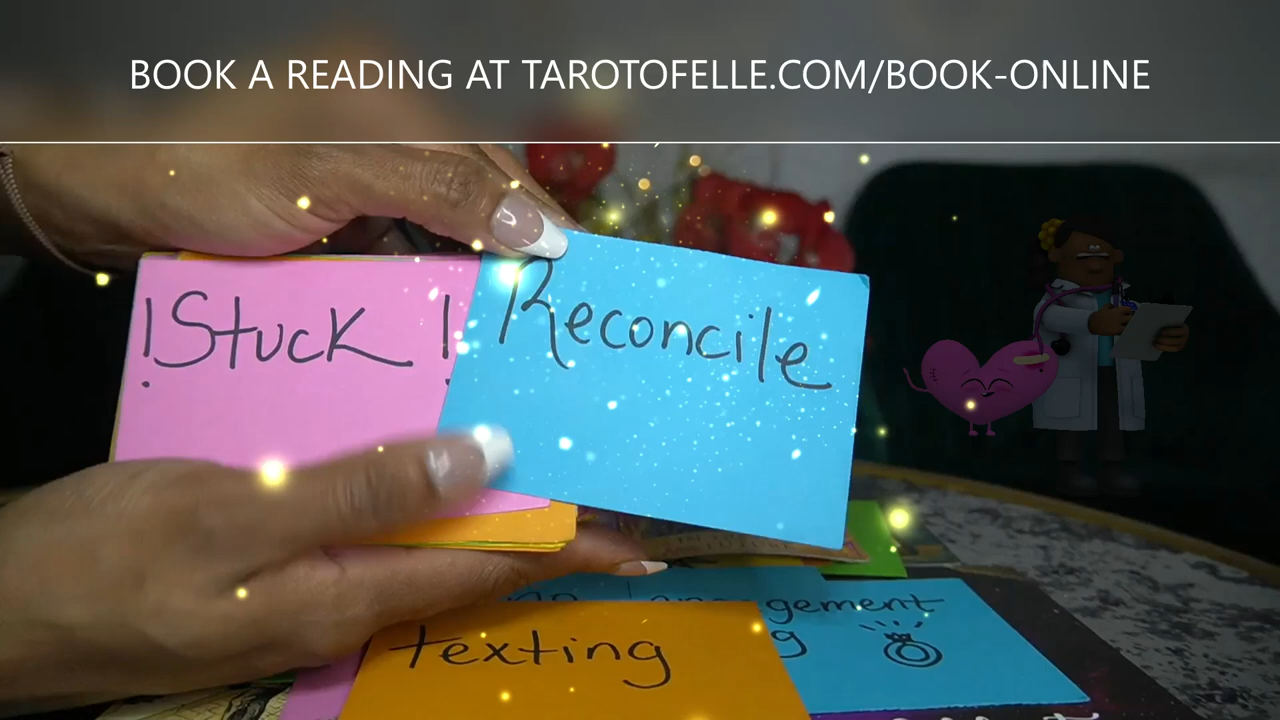 BOOK A READING AT TAROTOFELLE.COM/BOOK-ONLINE
!Stuck !
Reconcile
gement
texting